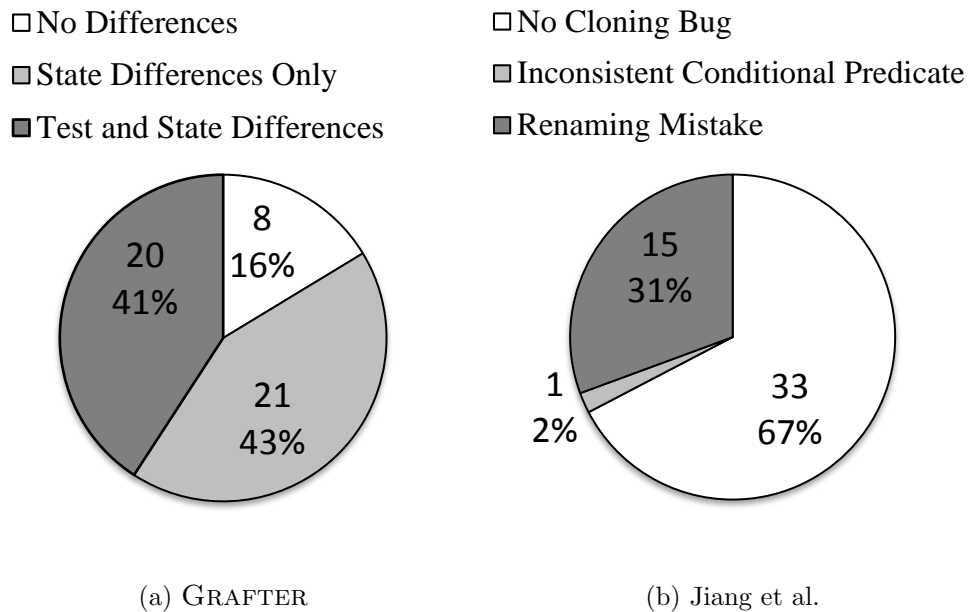 No Differences
State Differences Only
Test and State Differences
8
16%
20
41%
21
43%
(a) GRAFTER
No Cloning Bug
Inconsistent Conditional Predicate
Renaming Mistake
15
31%
1
2%
33
67%
(b) Jiang et al.